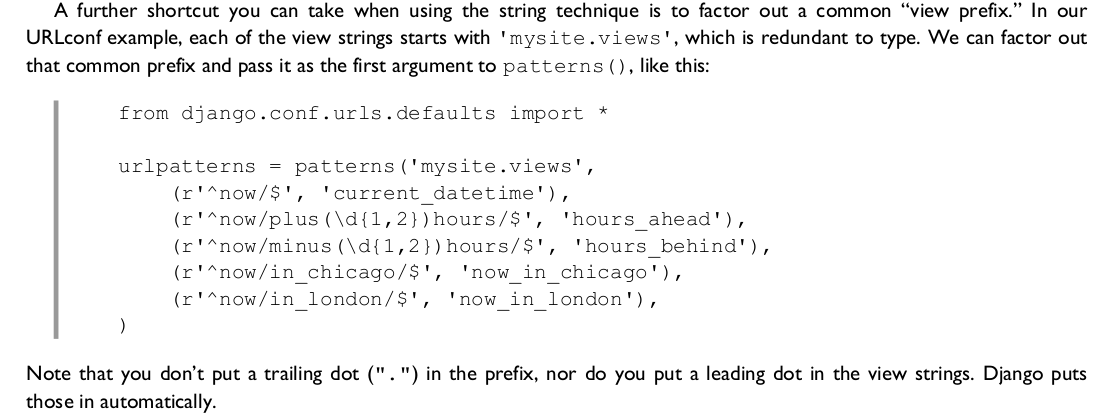 A further shortcut you can take when using the string technique is to factor out a common “view prefix.” In our
URLconf example, each of the view strings starts with 'mysite.views', which is redundant to type. We can factor out
that common prefix and pass it as the first argument to patterns(), like this:
from django.conf.urls.defaults import *
urlpatterns = patterns('mysite.views',
    (r'^now/$', 'current_datetime'),
    (r'^now/plus(\d{1,2})hours/$', 'hours_ahead'),
    (r'^now/minus(\d{1,2})hours/$', 'hours_behind'),
    (r'^now/in_chicago/$', 'now_in_chicago'),
    (r'^now/in_london/$', 'now_in_london'),
)
Note that you don’t put a trailing dot (".") in the prefix, nor do you put a leading dot in the view strings. Django puts
those in automatically.